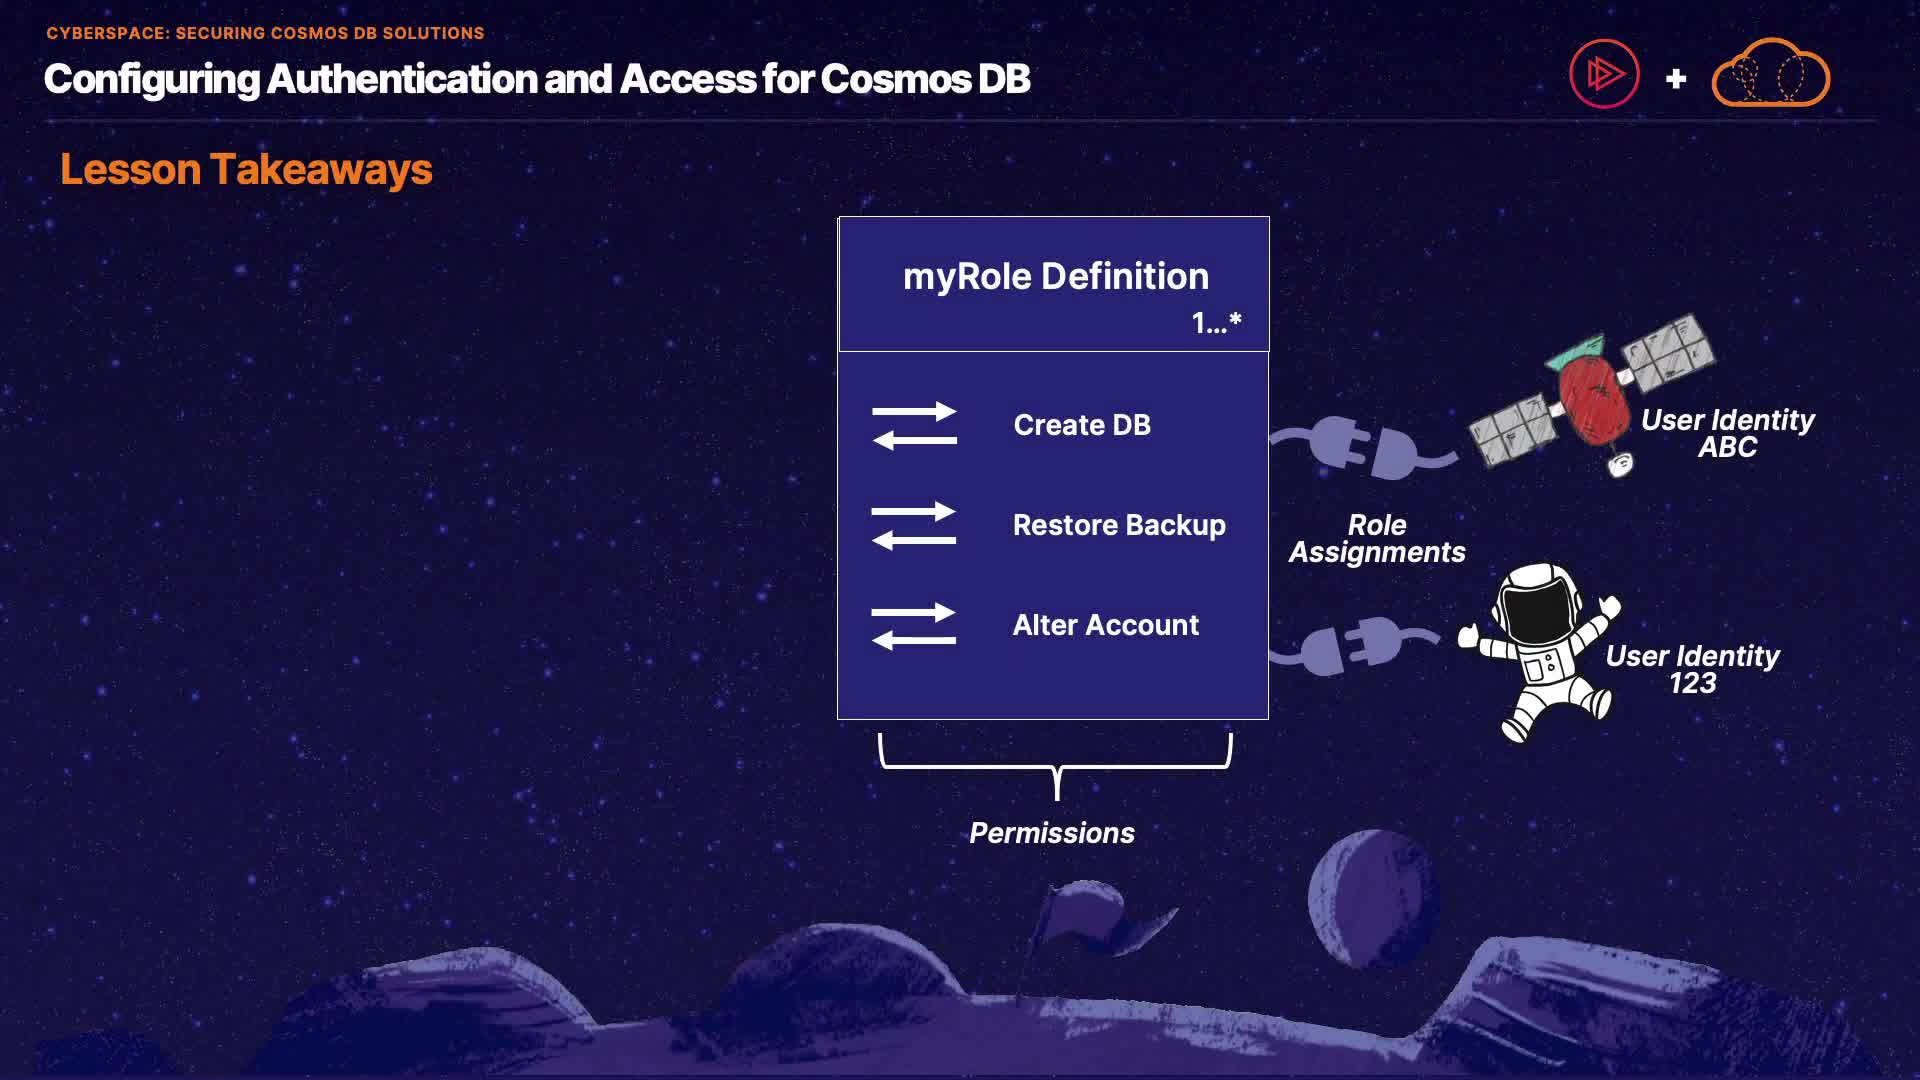 CYBERSPACE: SECURING COSMOS DB SOLUTIONS
Configuring Authentication and Access for Cosmos DB
+
Lesson Takeaways
myRole Definition
1...*
Create DB
Restore Backup
Alter Account
User Identity
ABC
Role
Assignments
User Identity
123
Permissions